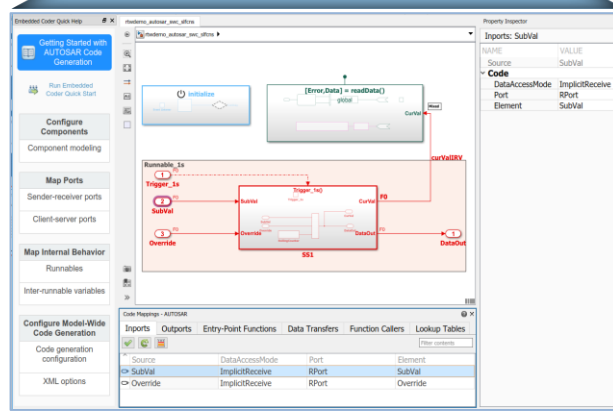 Embedded Coder Quick Help
Getting Started with
AUTOSAR Code
Generation
Run Embedded
Coder Quick Start
Configure
Components
Component modeling
Map Ports
Sender-receiver ports
Client-server ports
Map Internal Behavior
Runnables
Inter-runnable variables
Configure Model-Wide
Code Generation
Code generation
configuration
XML options
rtwdemo_autosar_swc_slfcns
rtwdemo_autosar_swc_slfcns
initialize
[Error,Data] = readData()
global
CurVal
curValIRV
Runnable_1s
1
Trigger_1s
Trigger_1s()
2
SubVal
SubVal
CurVal
F0
3
Override
Override
DataOut
1
DataOut
SS1
Code Mappings - AUTOSAR
Inports Outports Entry-Point Functions Data Transfers Function Callers Lookup Tables
Filter contents
Source DataAccessMode Port Element
SubVal ImplicitReceive RPort SubVal
Override ImplicitReceive RPort Override
Property Inspector
Inports: SubVal
NAME VALUE
Source SubVal
Code
DataAccessMode ImplicitReceive
Port RPort
Element SubVal